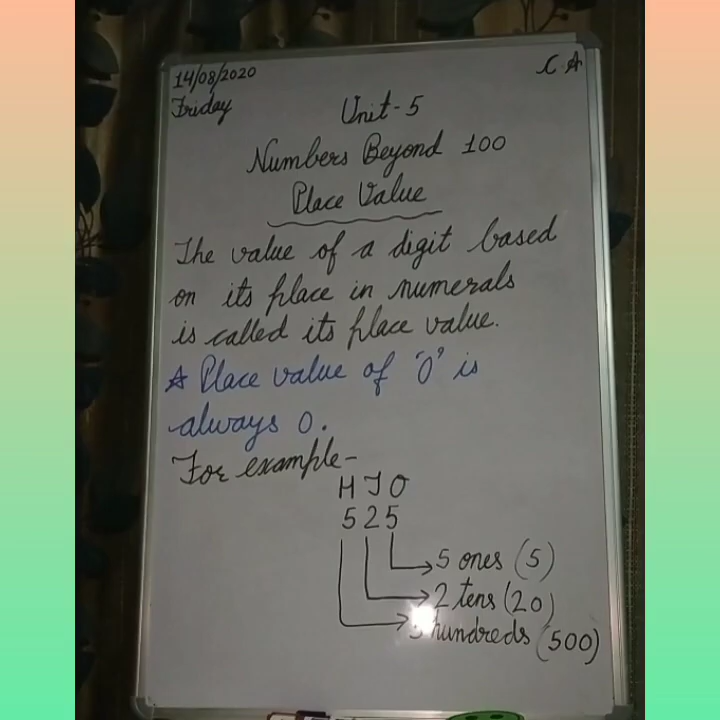 14/08/2020
C.A
Friday
Unit-5
Numbers Beyond 100
Place Value
The value of a digit based
on its place in numerals
is called its place value.
☆ Place value of '0' is
always 0.
For example-
H T O
5 2 5
5 ones (5)
2 tens (20)
hundreds (500)